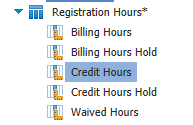 Registration Hours*
Billing Hours
Billing Hours Hold
Credit Hours
Credit Hours Hold
Waived Hours